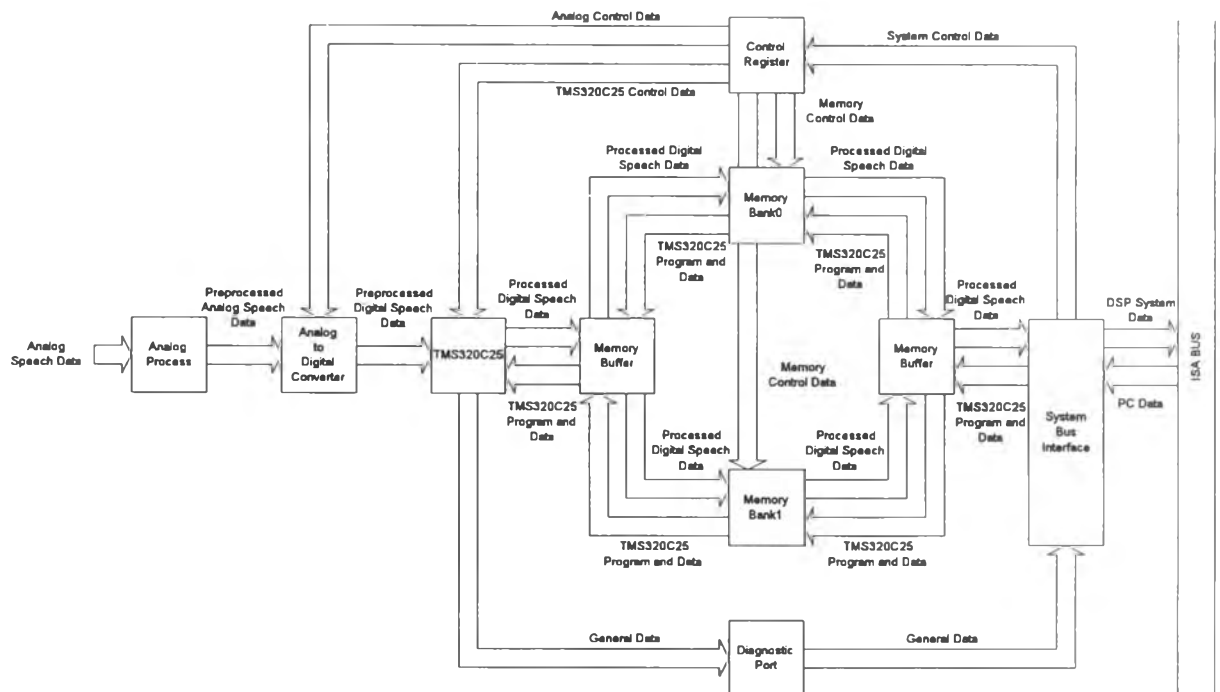 Analog Control Data
Control
Register
System Control Data
TMS320C25 Control Data
Memory
Control Data
Processed Digital
Speech Data
Processed Digital
Speech Data
Memory
Bank0
TMS320C25
Program and
Data
TMS320C25
Program and
Data
Preprocessed
Analog Speech
Data
Preprocessed
Digital Speech
Data
Processed
Digital Speech
Data
Processed
Digital Speech
Data
DSP System
Data
Analog
Speech Data
Analog
Process
Analog
to
Digital
Converter
TMS320C25
Memory
Buffer
Memory
Control Data
Memory
Buffer
ISA BUS
TMS320C25
Program and
Data
TMS320C25
Program and
Data
PC Data
System
Bus
Interface
Processed
Digital Speech
Data
Processed
Digital Speech
Data
Memory
Bank1
TMS320C25
Program and Data
TMS320C25
Program and Data
General Data
Diagnostic
Port
General Data